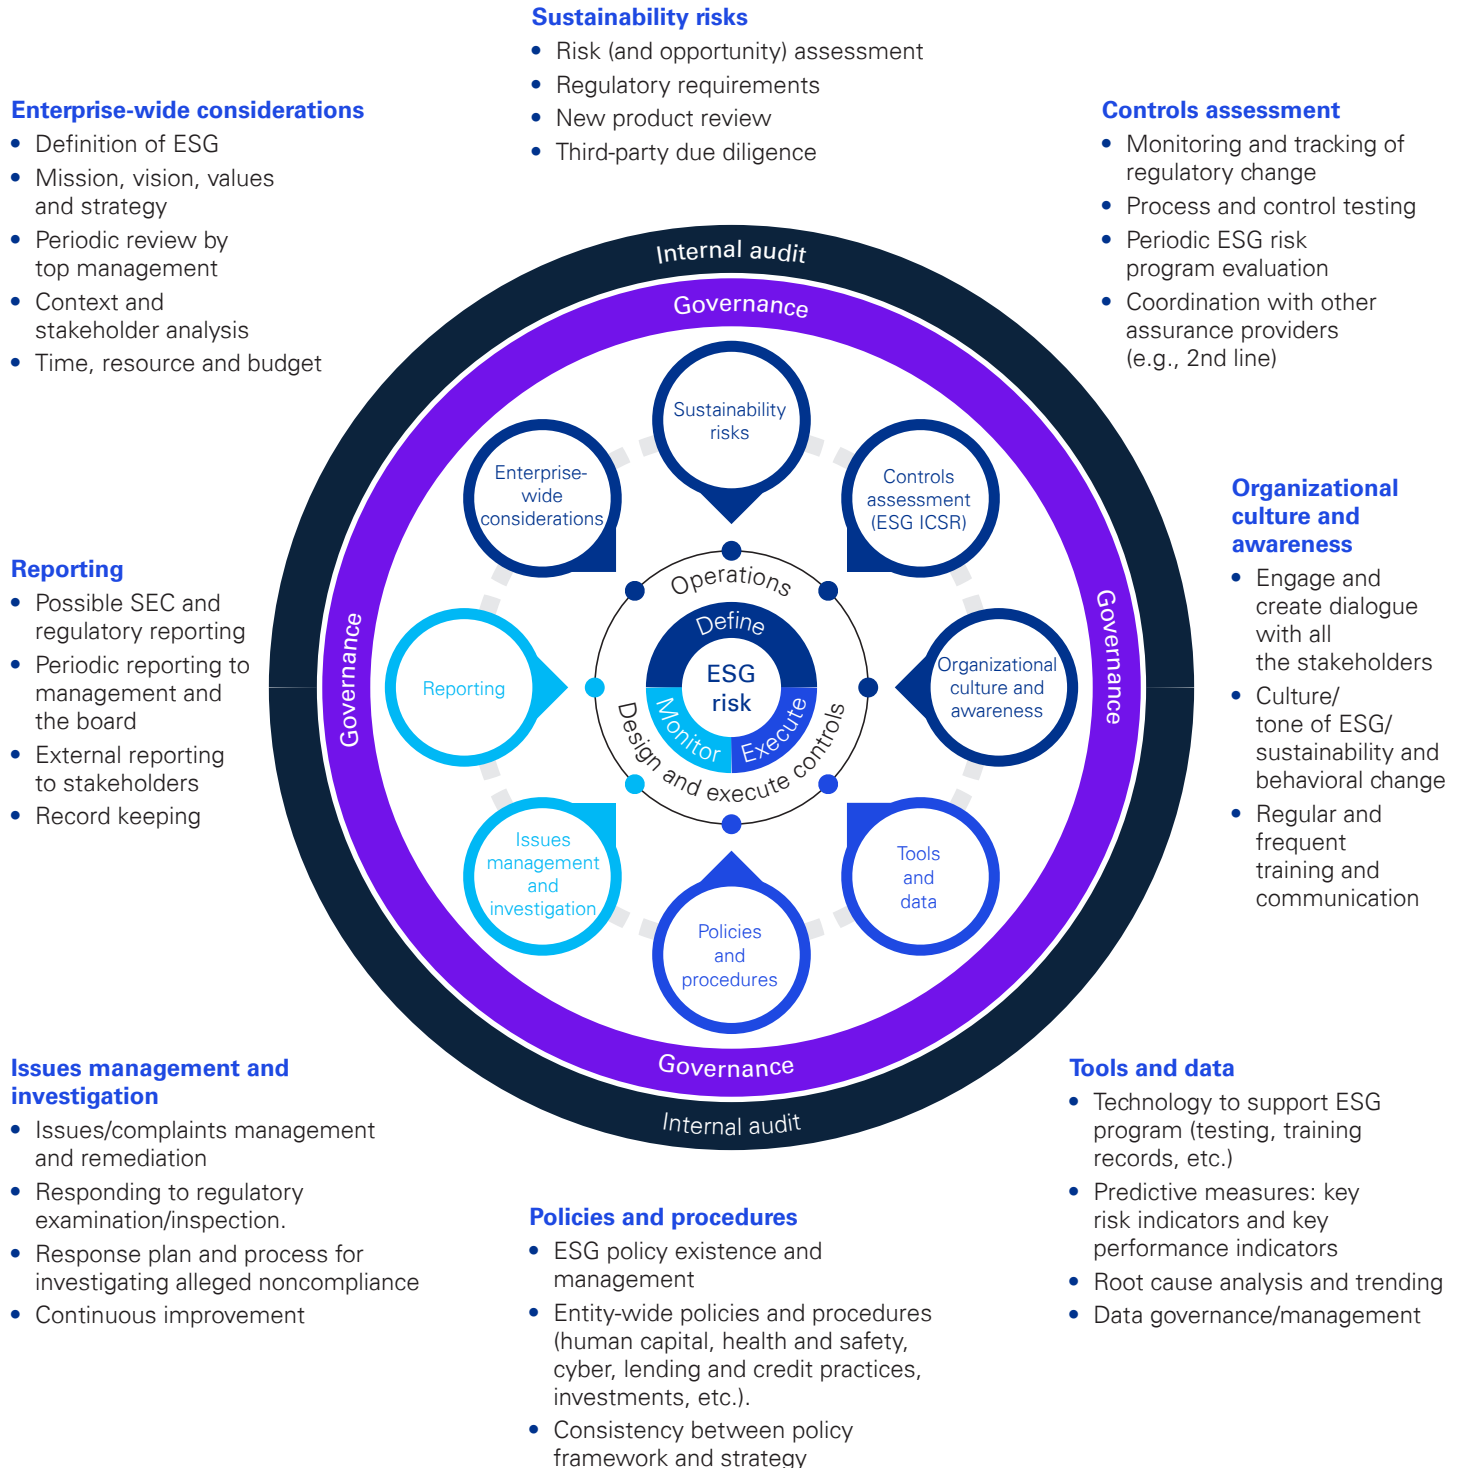 Sustainability risks
• Risk (and opportunity) assessment
• Regulatory requirements
• New product review
• Third-party due diligence
Enterprise-wide considerations
• Definition of ESG
• Mission, vision, values
and strategy
• Periodic review by
top management
• Context and
stakeholder analysis
• Time, resource and budget
Controls assessment
• Monitoring and tracking of
regulatory change
• Process and control testing
• Periodic ESG risk
program evaluation
• Coordination with other
assurance providers
(e.g., 2nd line)
Internal audit
Governance
Sustainability
risks
Enterprise-
wide
considerations
Controls
assessment
(ESG ICSR)
Organizational
culture and
awareness
• Engage and
create dialogue
with all
the stakeholders
• Culture/
tone of ESG/
sustainability and
behavioral change
• Regular and
frequent
training and
communication
Reporting
• Possible SEC and
regulatory reporting
• Periodic reporting to
management and
the board
• External reporting
to stakeholders
• Record keeping
Governance
Reporting
Operations
Define
ESG
risk
Monitor
Execute
Design and execute controls
Organizational
culture and
awareness
Governance
Issues
management
and
investigation
Tools
and
data
Policies
and
procedures
Governance
Internal audit
Issues management and
investigation
• Issues/complaints management
and remediation
• Responding to regulatory
examination/inspection.
• Response plan and process for
investigating alleged noncompliance
• Continuous improvement
Policies and procedures
• ESG policy existence and
management
• Entity-wide policies and procedures
(human capital, health and safety,
cyber, lending and credit practices,
investments, etc.).
• Consistency between policy
framework and strategy
Tools and data
• Technology to support ESG
program (testing, training
records, etc.)
• Predictive measures: key
risk indicators and key
performance indicators
• Root cause analysis and trending
• Data governance/management